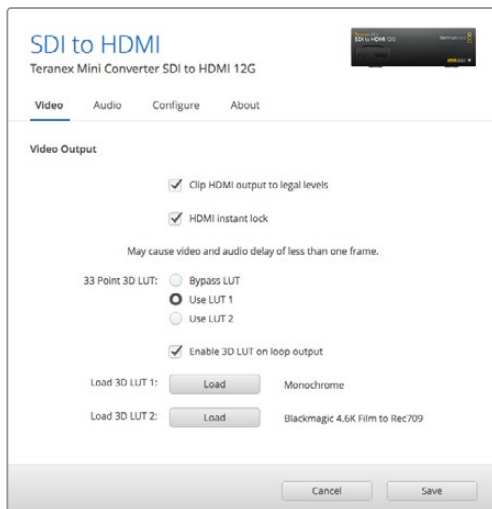 SDI to HDMI
Teranex Mini Converter SDI to HDMI 12G
Video Audio Configure About
Video Output
Clip HDMI output to legal levels
HDMI instant lock
May cause video and audio delay of less than one frame.
33 Point 3D LUT: Bypass LUT
Use LUT 1
Use LUT 2
Enable 3D LUT on loop output
Load 3D LUT 1: Load Monochrome
Load 3D LUT 2: Load Blackmagic 4.6K Film to Rec709
Cancel Save